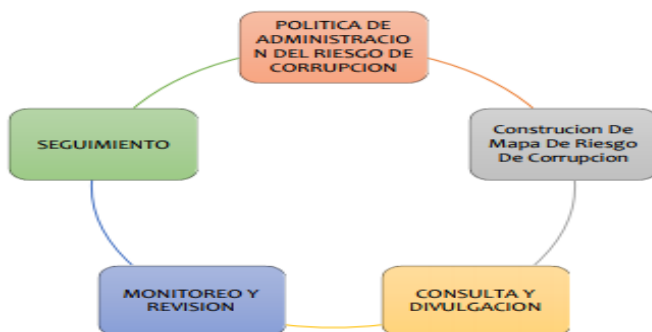 POLITICA DE
ADMINISTRACIO
N DEL RIESGO DE
CORRUPCION
Construcion De
Mapa De Riesgo
De Corrupcion
CONSULTA Y
DIVULGACION
MONITOREO Y
REVISION
SEGUIMIENTO